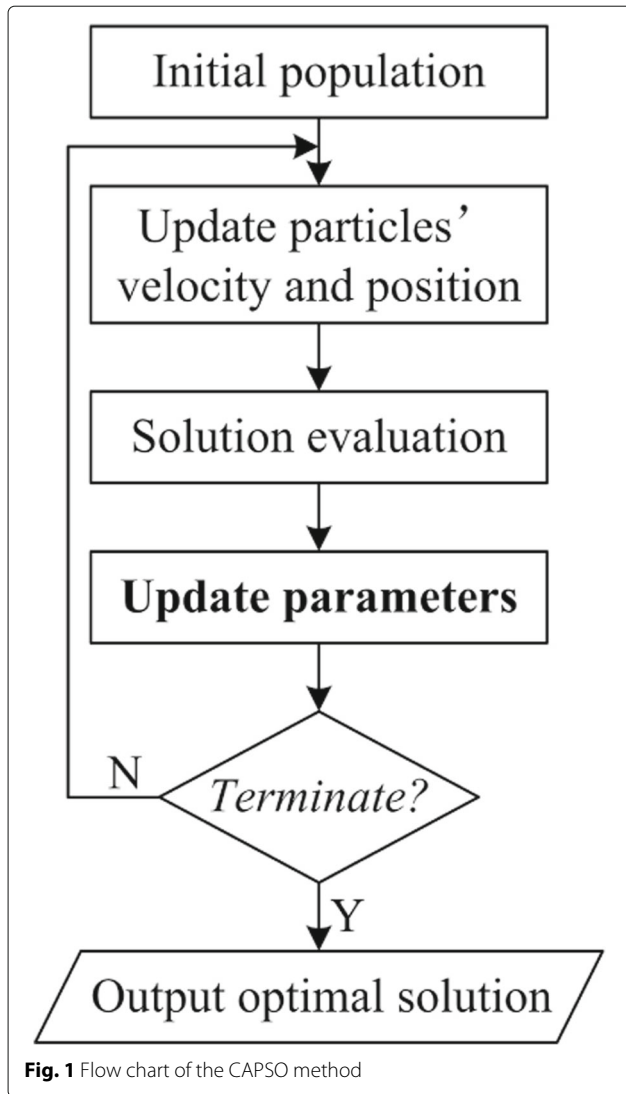 Initial population
Update particles’
velocity and position
Solution evaluation
Update parameters
Terminate?
N
Y
Output optimal solution
Fig. 1 Flow chart of the CAPSO method